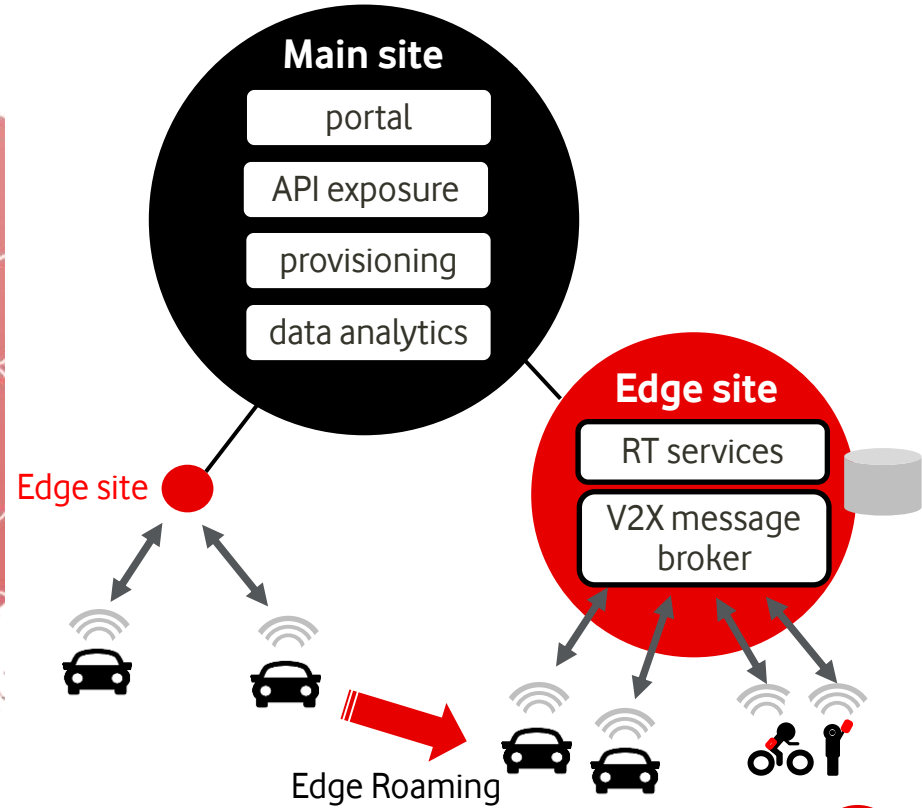 Main site
portal
API exposure
provisioning
data analytics
Edge site
RT services
V2X message
broker
Edge site
Edge Roaming